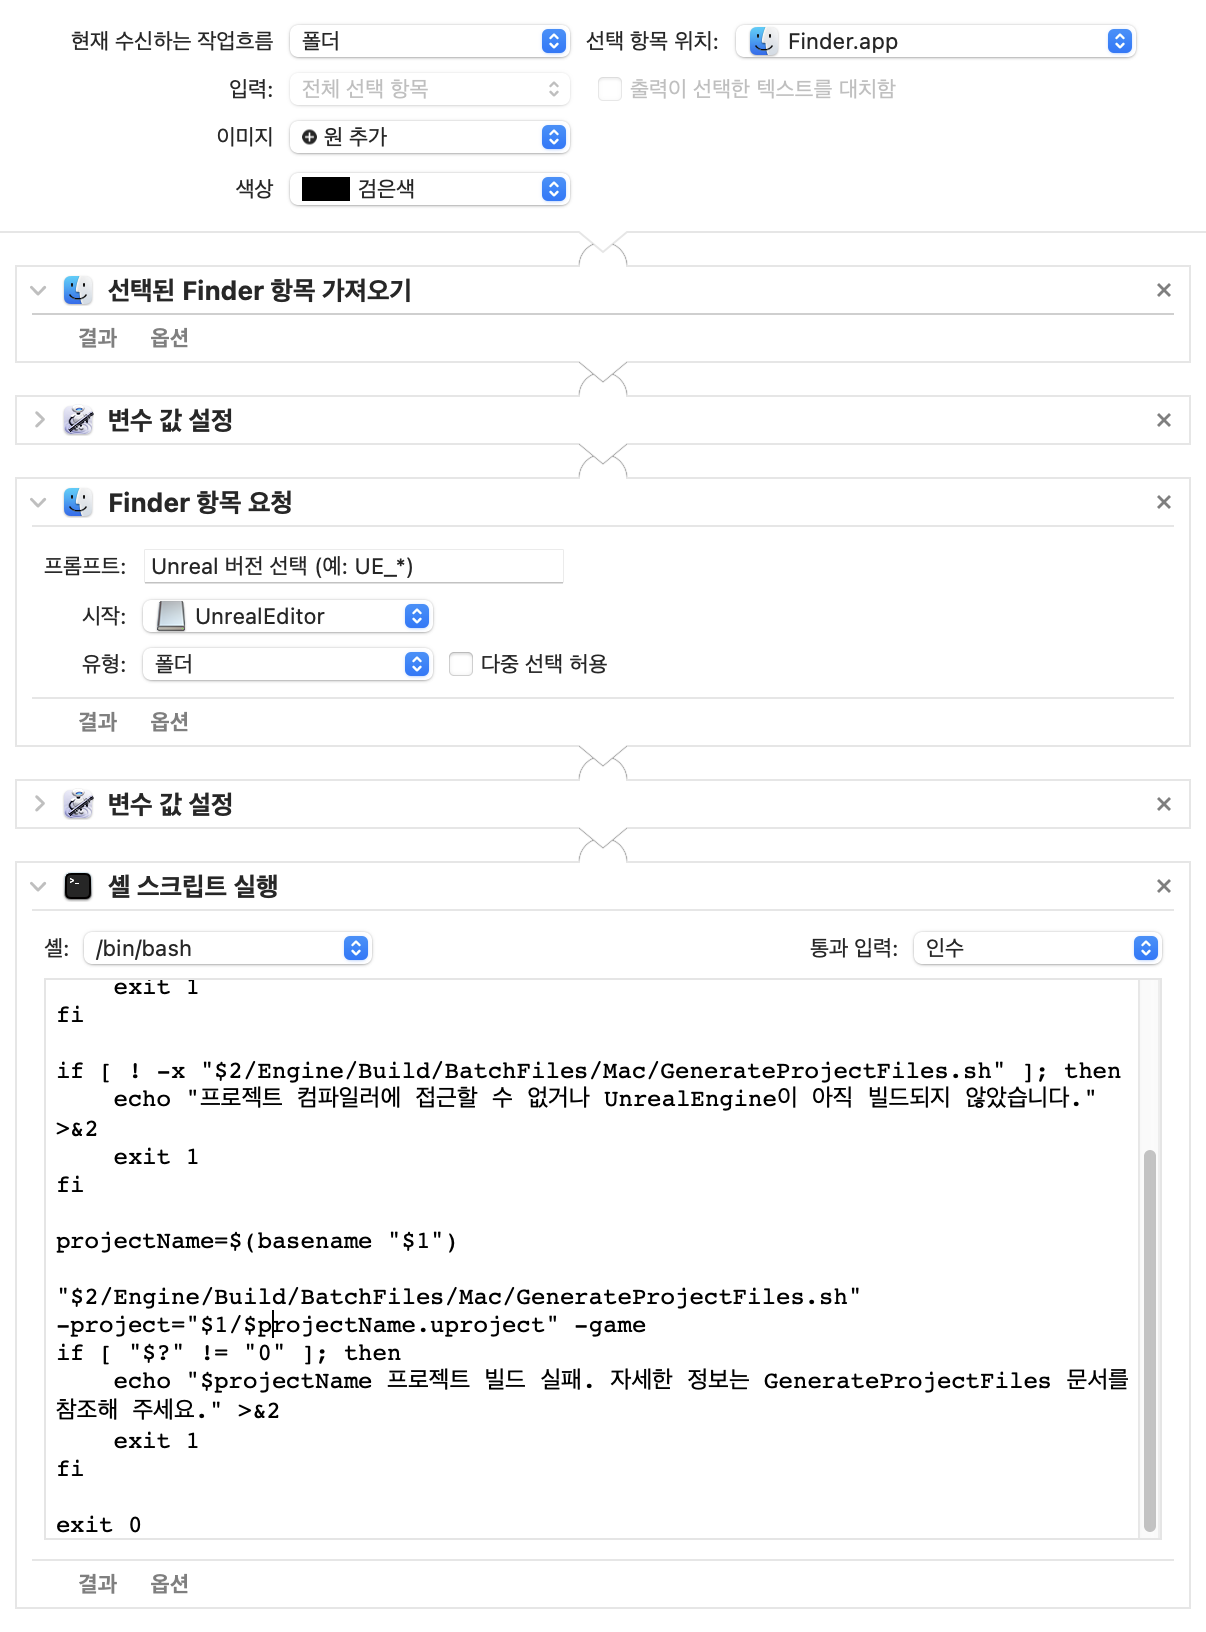 현재 수신하는 작업흐름 폴더 선택 항목 위치: Finder.app
입력: 전체 선택 항목 출력이 선택한 텍스트를 대치함
이미지 원 추가
색상 검은색
선택된 Finder 항목 가져오기
결과 옵션
변수 값 설정
Finder 항목 요청
프롬프트: Unreal 버전 선택 (예: UE_*)
시작: UnrealEditor
유형: 폴더 다중 선택 허용
결과 옵션
변수 값 설정
셸 스크립트 실행
셸: /bin/bash 통과 입력: 인수
exit 1
fi
if [ ! -x "$2/Engine/Build/BatchFiles/Mac/GenerateProjectFiles.sh" ]; then
echo "프로젝트 컴파일러에 접근할 수 없거나 UnrealEngine이 아직 빌드되지 않았습니다."
>&2
exit 1
fi
projectName=$(basename "$1")
"$2/Engine/Build/BatchFiles/Mac/GenerateProjectFiles.sh"
-project="$1/$projectName.uproject" -game
if [ "$?" != "0" ]; then
echo "$projectName 프로젝트 빌드 실패. 자세한 정보는 GenerateProjectFiles 문서를
참조해 주세요." >&2
exit 1
fi
exit 0
결과 옵션